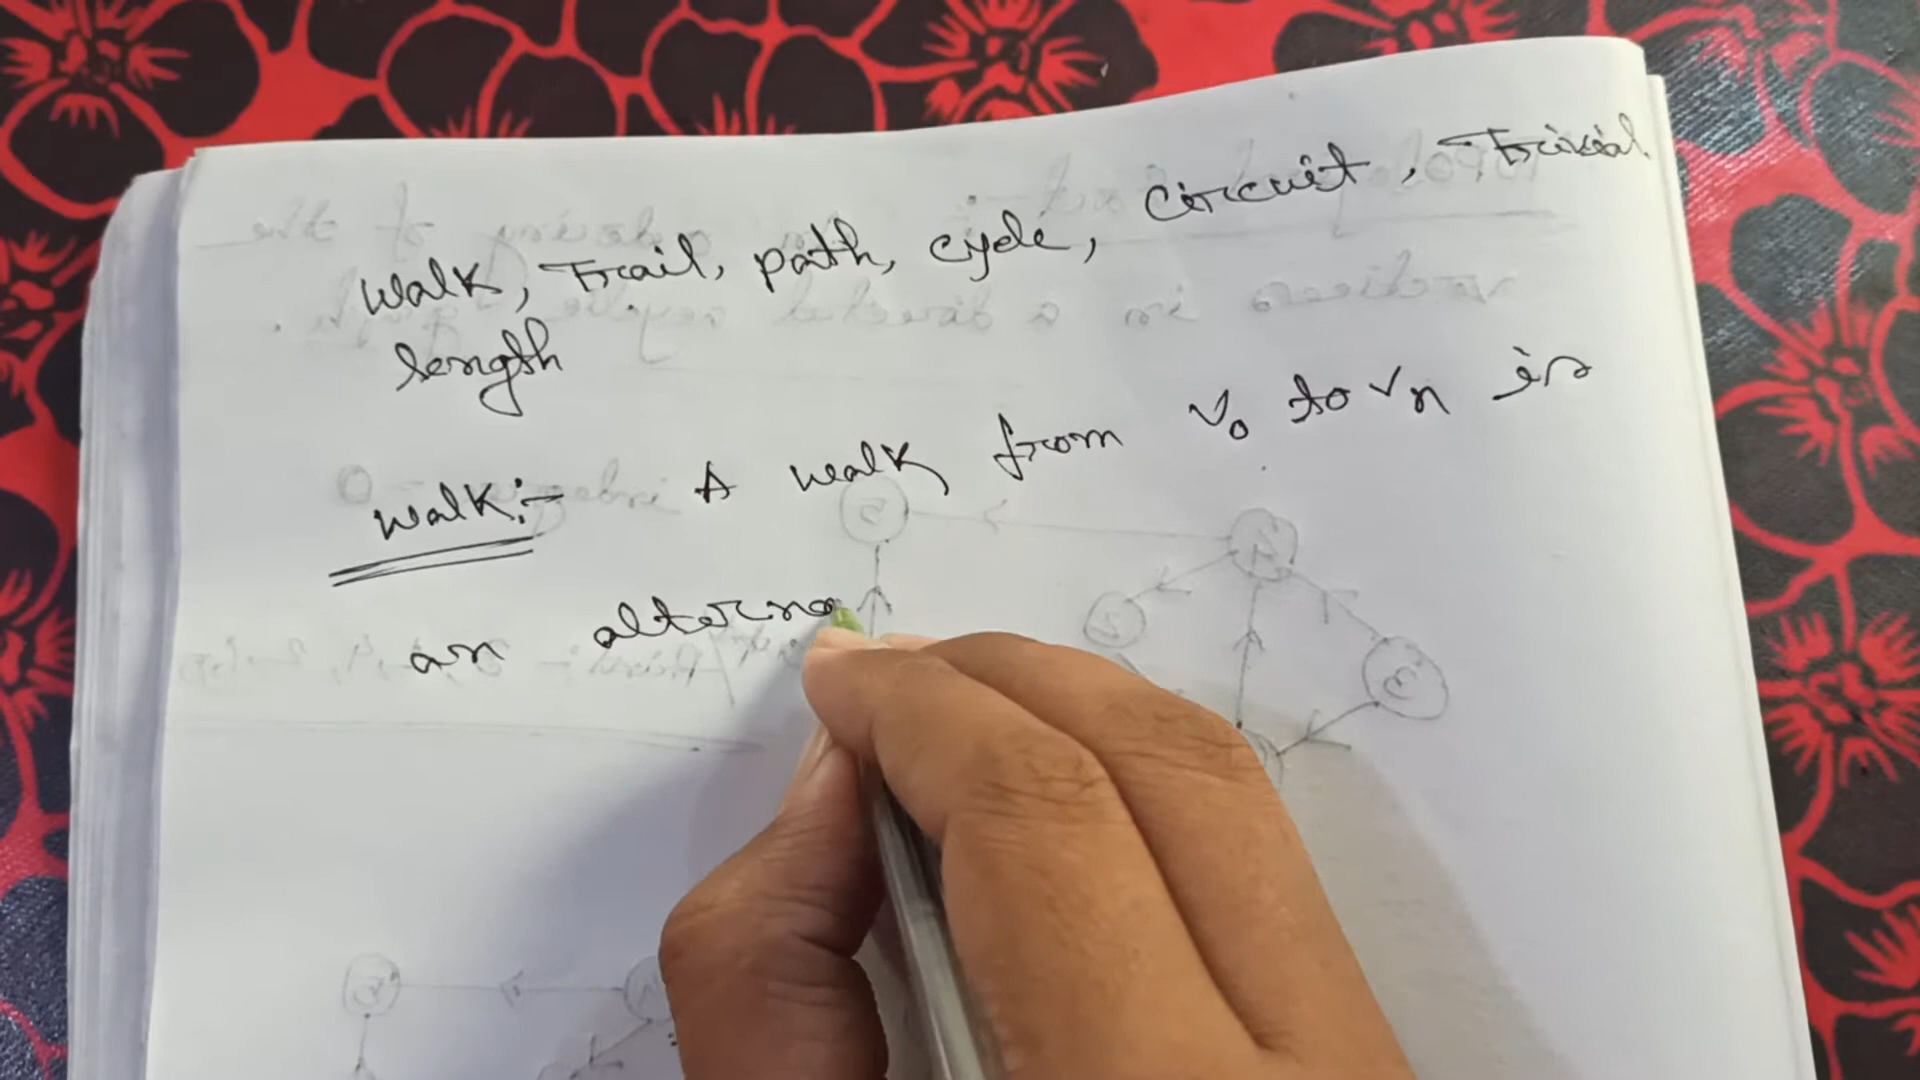 walk, Trail, path, cycle, circuit, Trivial
length
walk:- A walk from v₀ to vn is
an alterna